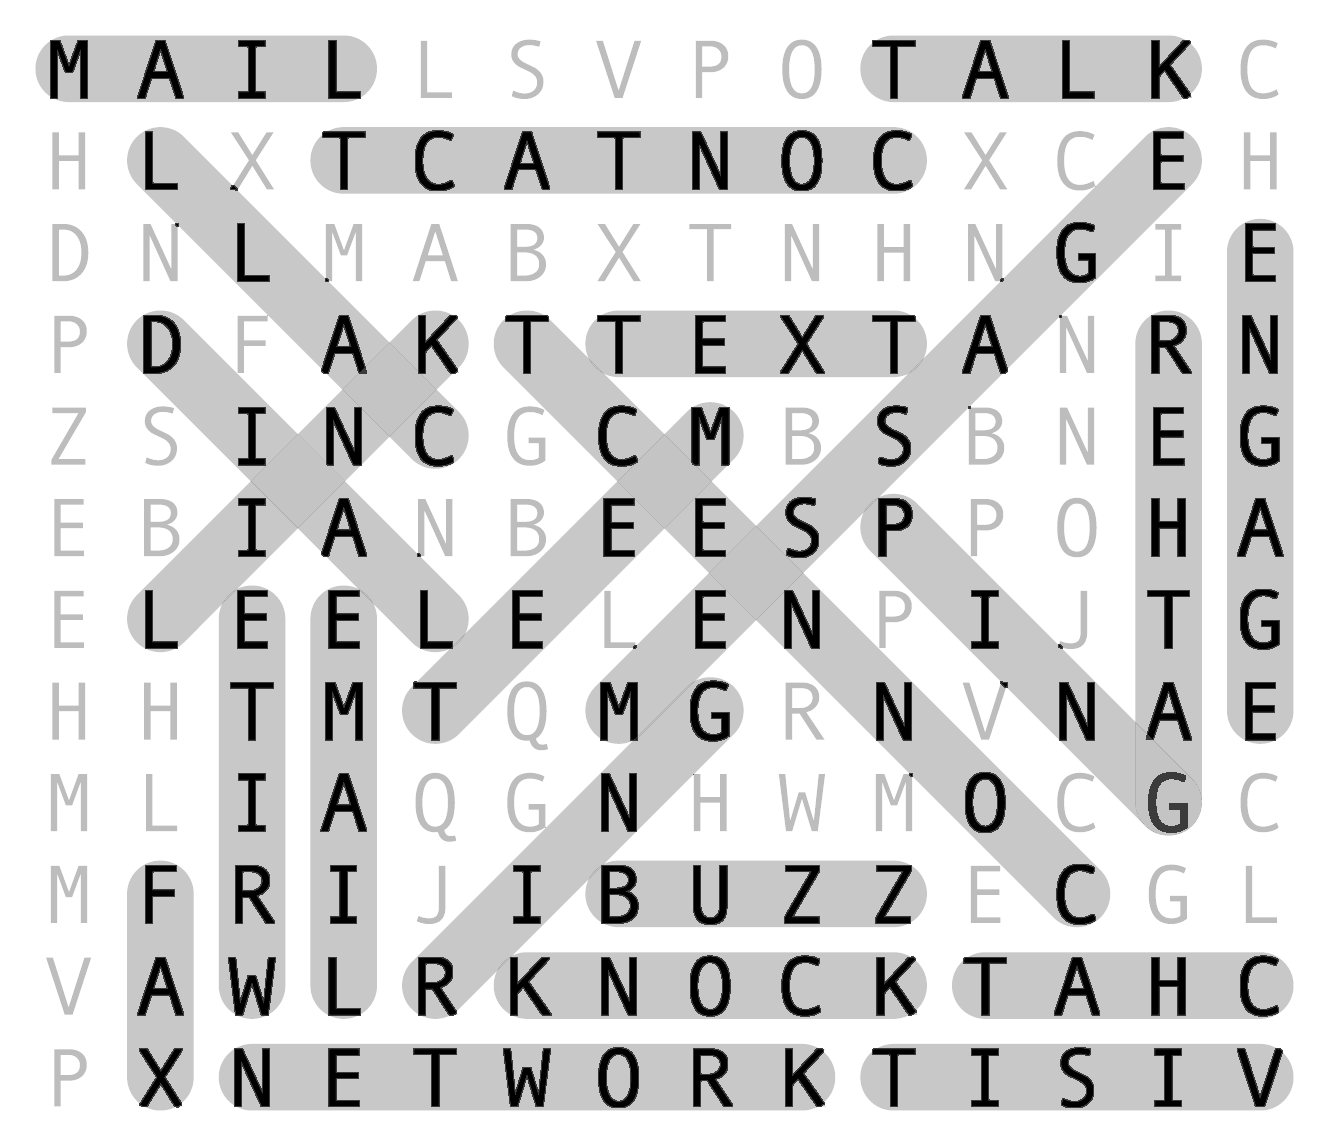 M A I L L S V P O T A L K C
H L X T C A T N O C X C E H
D N L M A B X T N H N G I E
P D F A K T T E X T A N R N
Z S I N C G C M B S B N E G
E B I A N B E E S P P O H A
E L E E L E L E N P I J T G
H H T M T Q M G R N V N A E
M L I A Q G N H W M O C G C
M F R I J I B U Z Z E C G L
V A W L R K N O C K T A H C
P X N E T W O R K T I S I V